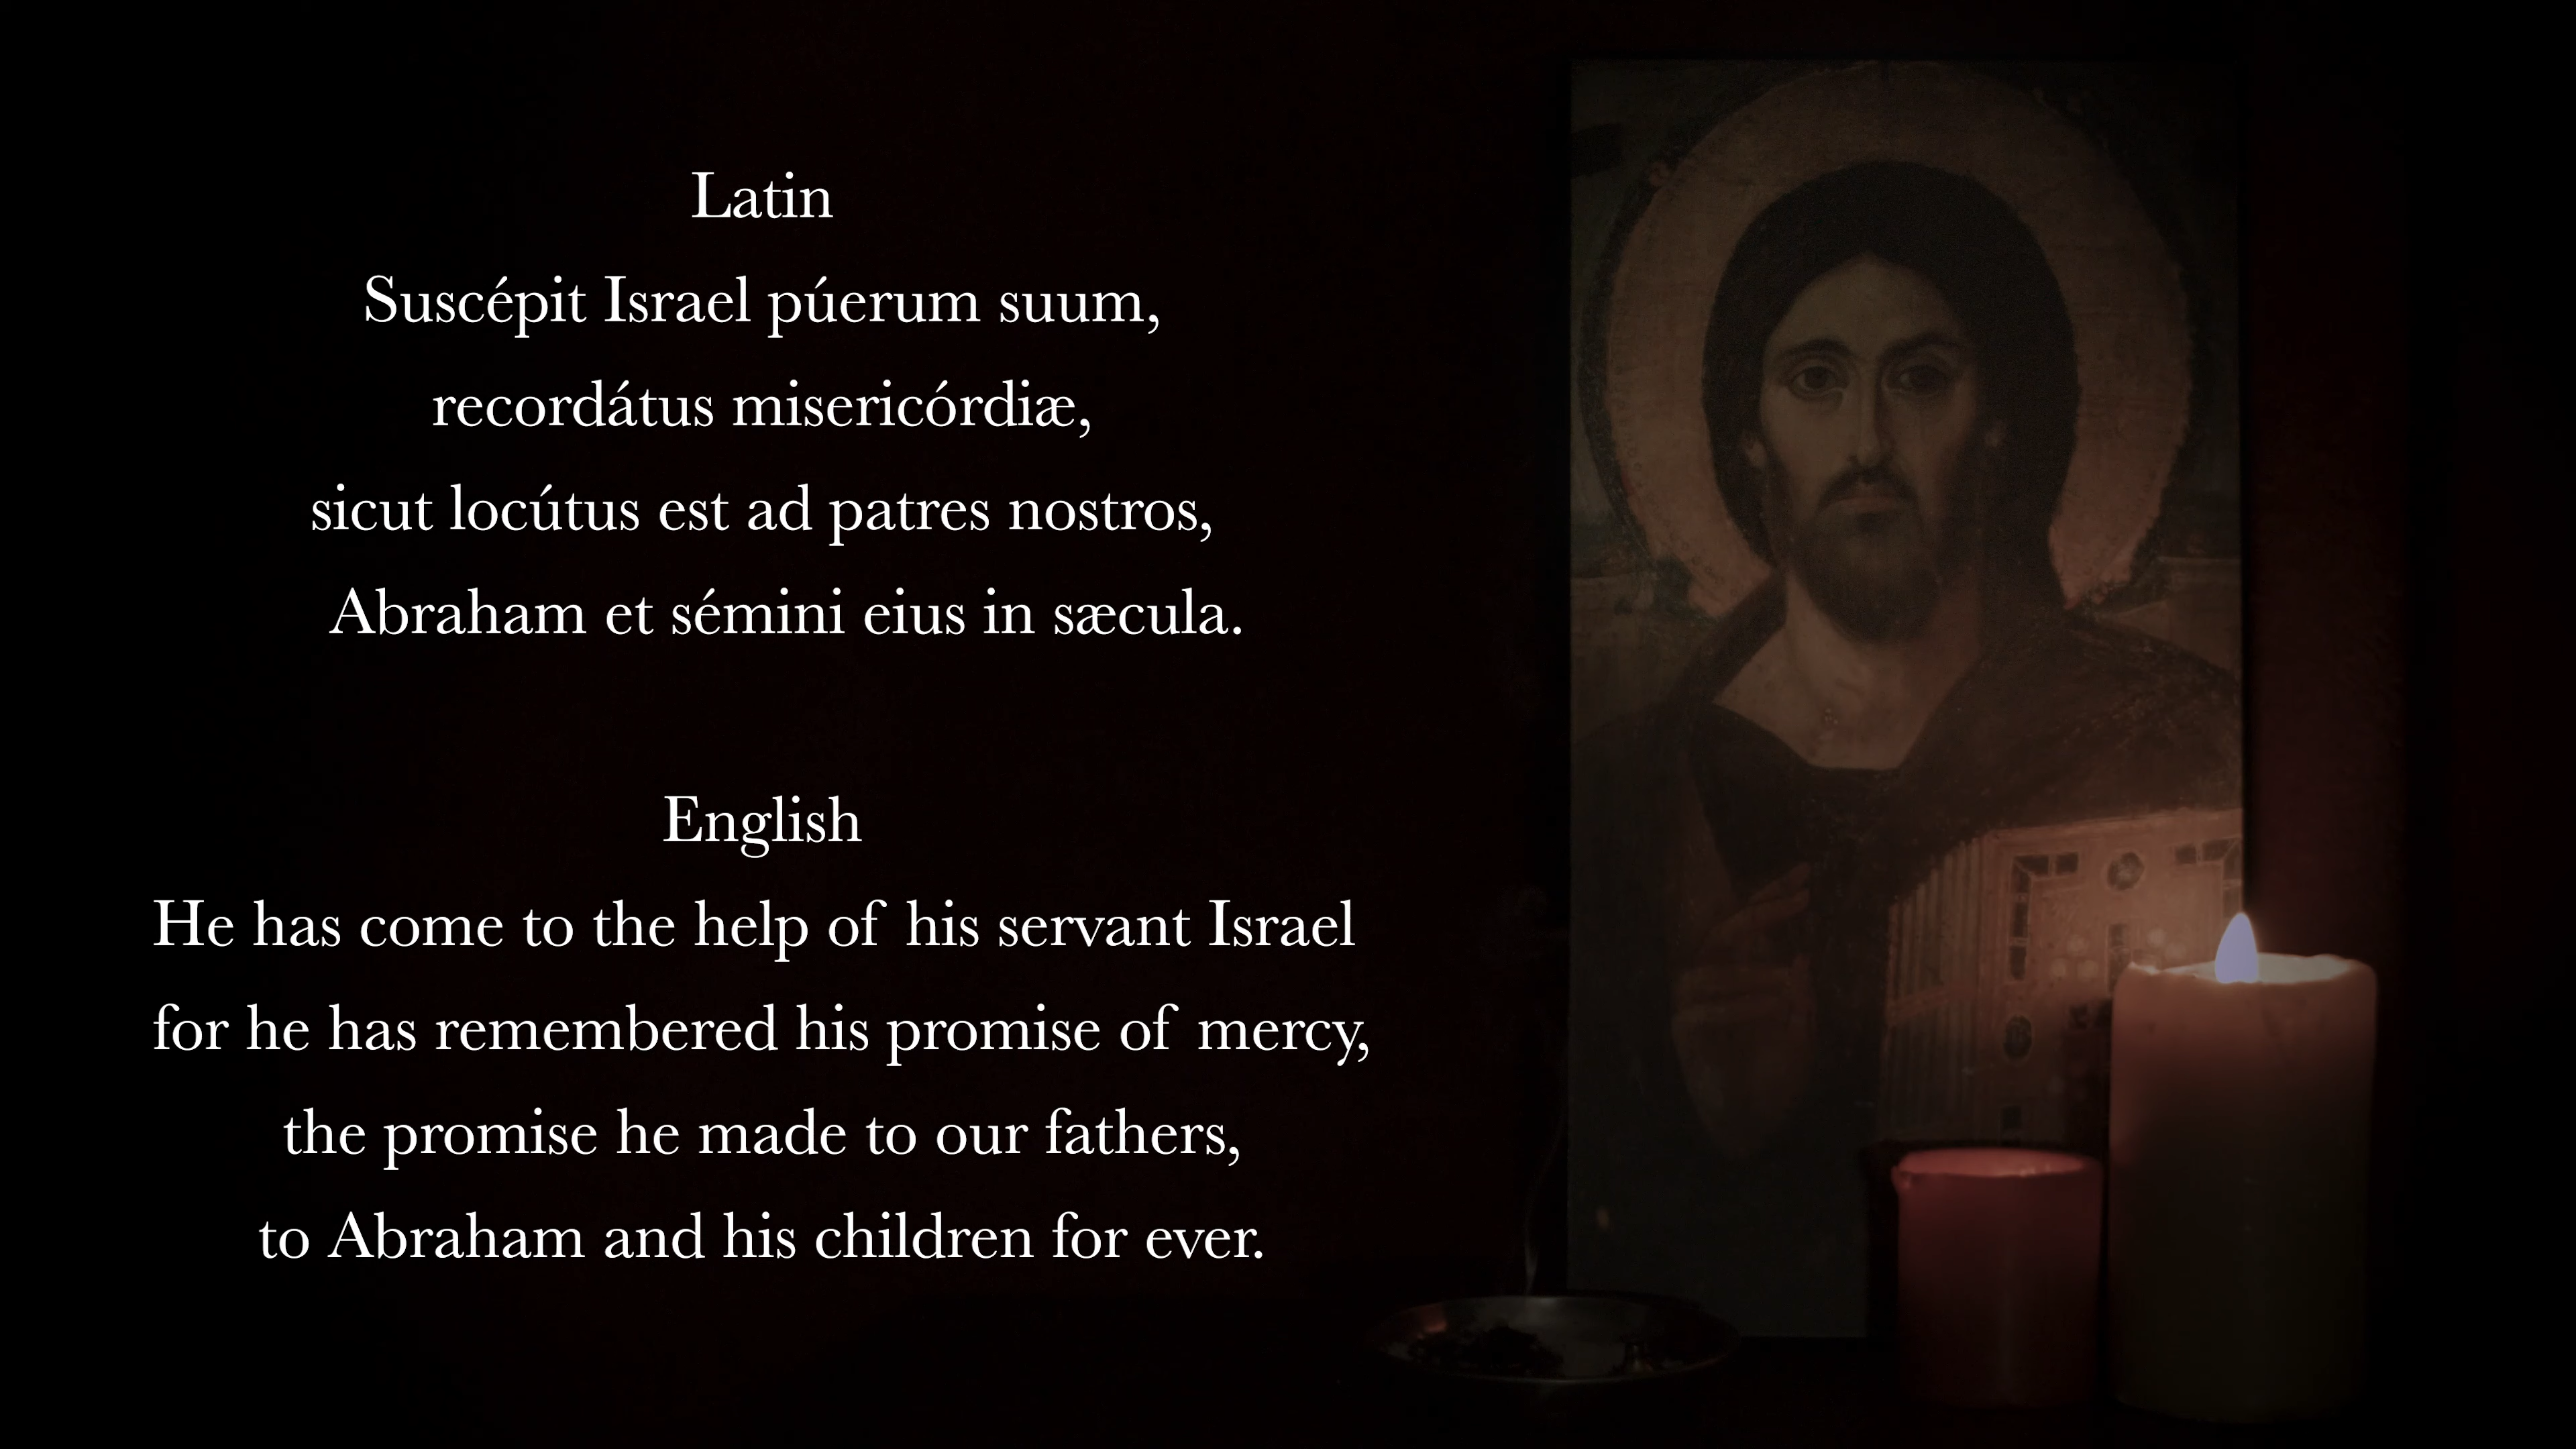 Latin
Suscépit Israel púerum suum,
recordátus misericórdiæ,
sicut locútus est ad patres nostros,
Abraham et sémini eius in sæcula.
English
He has come to the help of his servant Israel
for he has remembered his promise of mercy,
the promise he made to our fathers,
to Abraham and his children for ever.